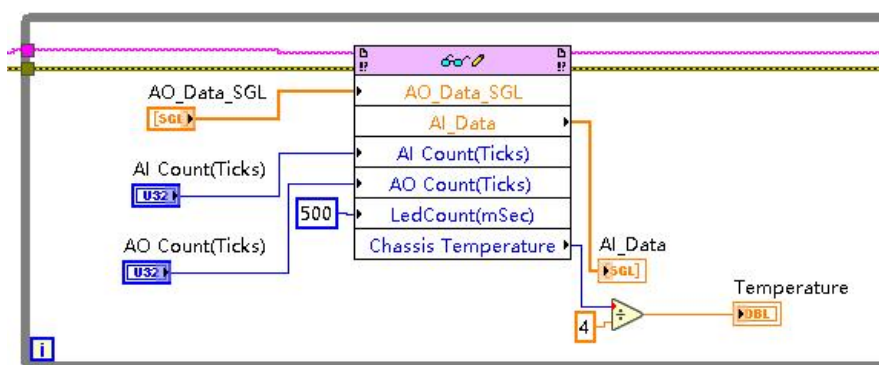 AO_Data_SGL
[SGL]
AI Count(Ticks)
U32
AO Count(Ticks)
U32
500
AO_Data_SGL
AI_Data
AI Count(Ticks)
AO Count(Ticks)
LedCount(mSec)
Chassis Temperature
AI_Data
SGL]
4
÷
Temperature
DBL
i